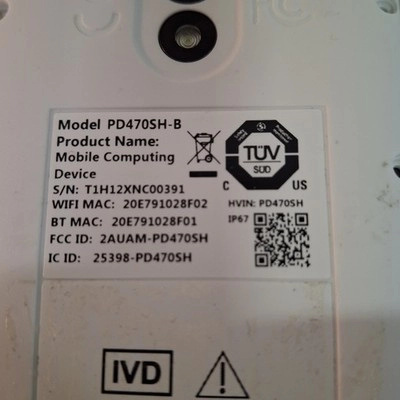 FC
Model PD470SH-B
Product Name:
Mobile Computing
Device
S/N: T1H12XNC00391
WIFI MAC: 20E791028F02
BT MAC: 20E791028F01
FCC ID: 2AUAM-PD470SH
IC ID: 25398-PD470SH
TÜV
SÜD
C US
HVIN: PD470SH
IP67
IVD